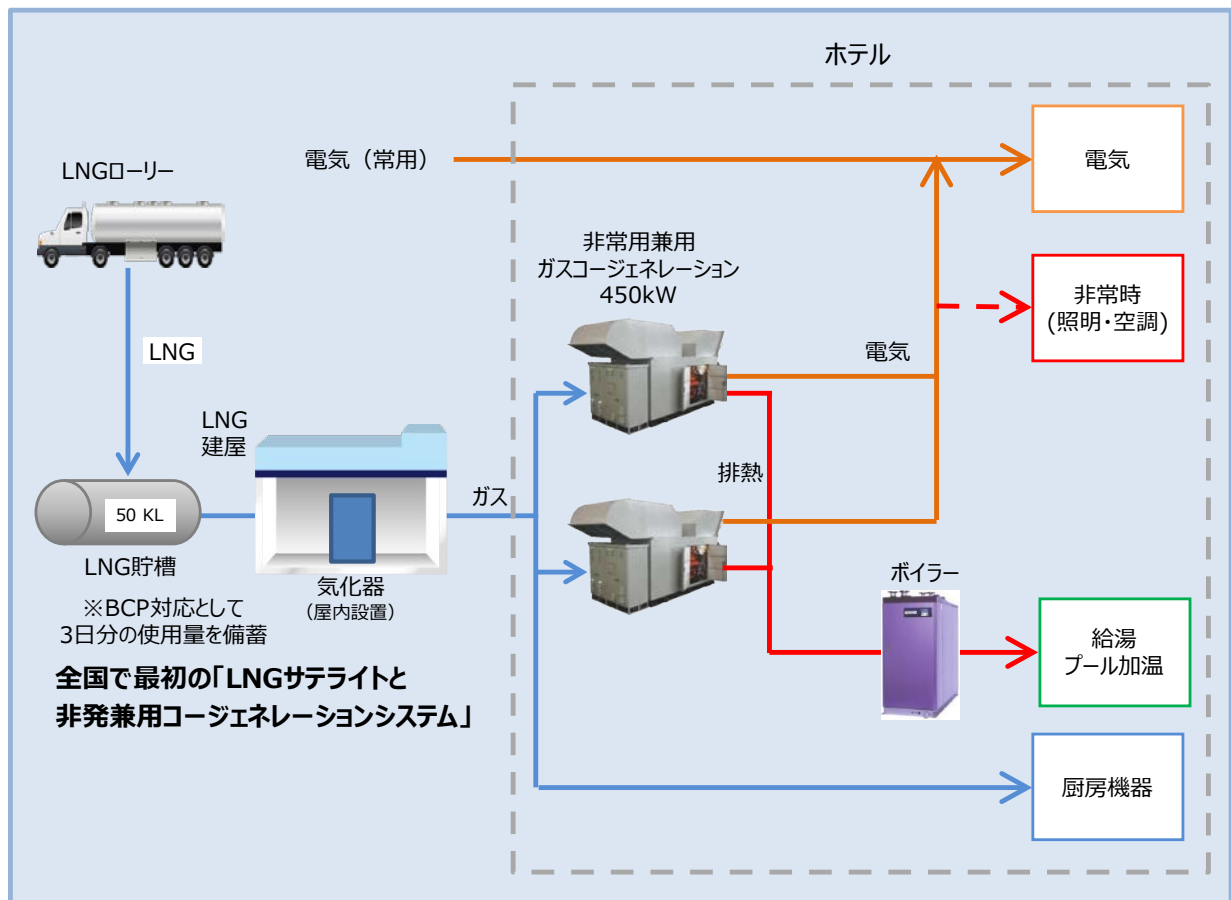 ホテル
LNGローリー
電気（常用）
電気
非常用兼用
ガスコージェネレーション
450kW
非常時
(照明・空調)
LNG
電気
LNG
建屋
排熱
ガス
50 KL
LNG貯槽
気化器
（屋内設置）
※BCP対応として
3日分の使用量を備蓄
ボイラー
給湯
プール加温
全国で最初の「LNGサテライトと
非発兼用コージェネレーションシステム」
厨房機器